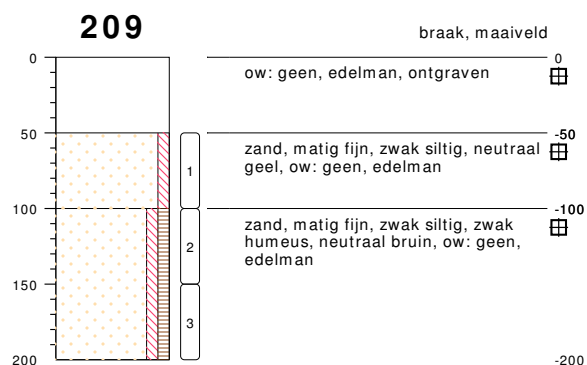 209
braak, maaiveld
0
0
ow: geen, edelman, ontgraven
50
-50
zand, matig fijn, zwak siltig, neutraal
geel, ow: geen, edelman
1
100
-100
zand, matig fijn, zwak siltig, zwak
humeus, neutraal bruin, ow: geen,
edelman
2
150
3
200
-200